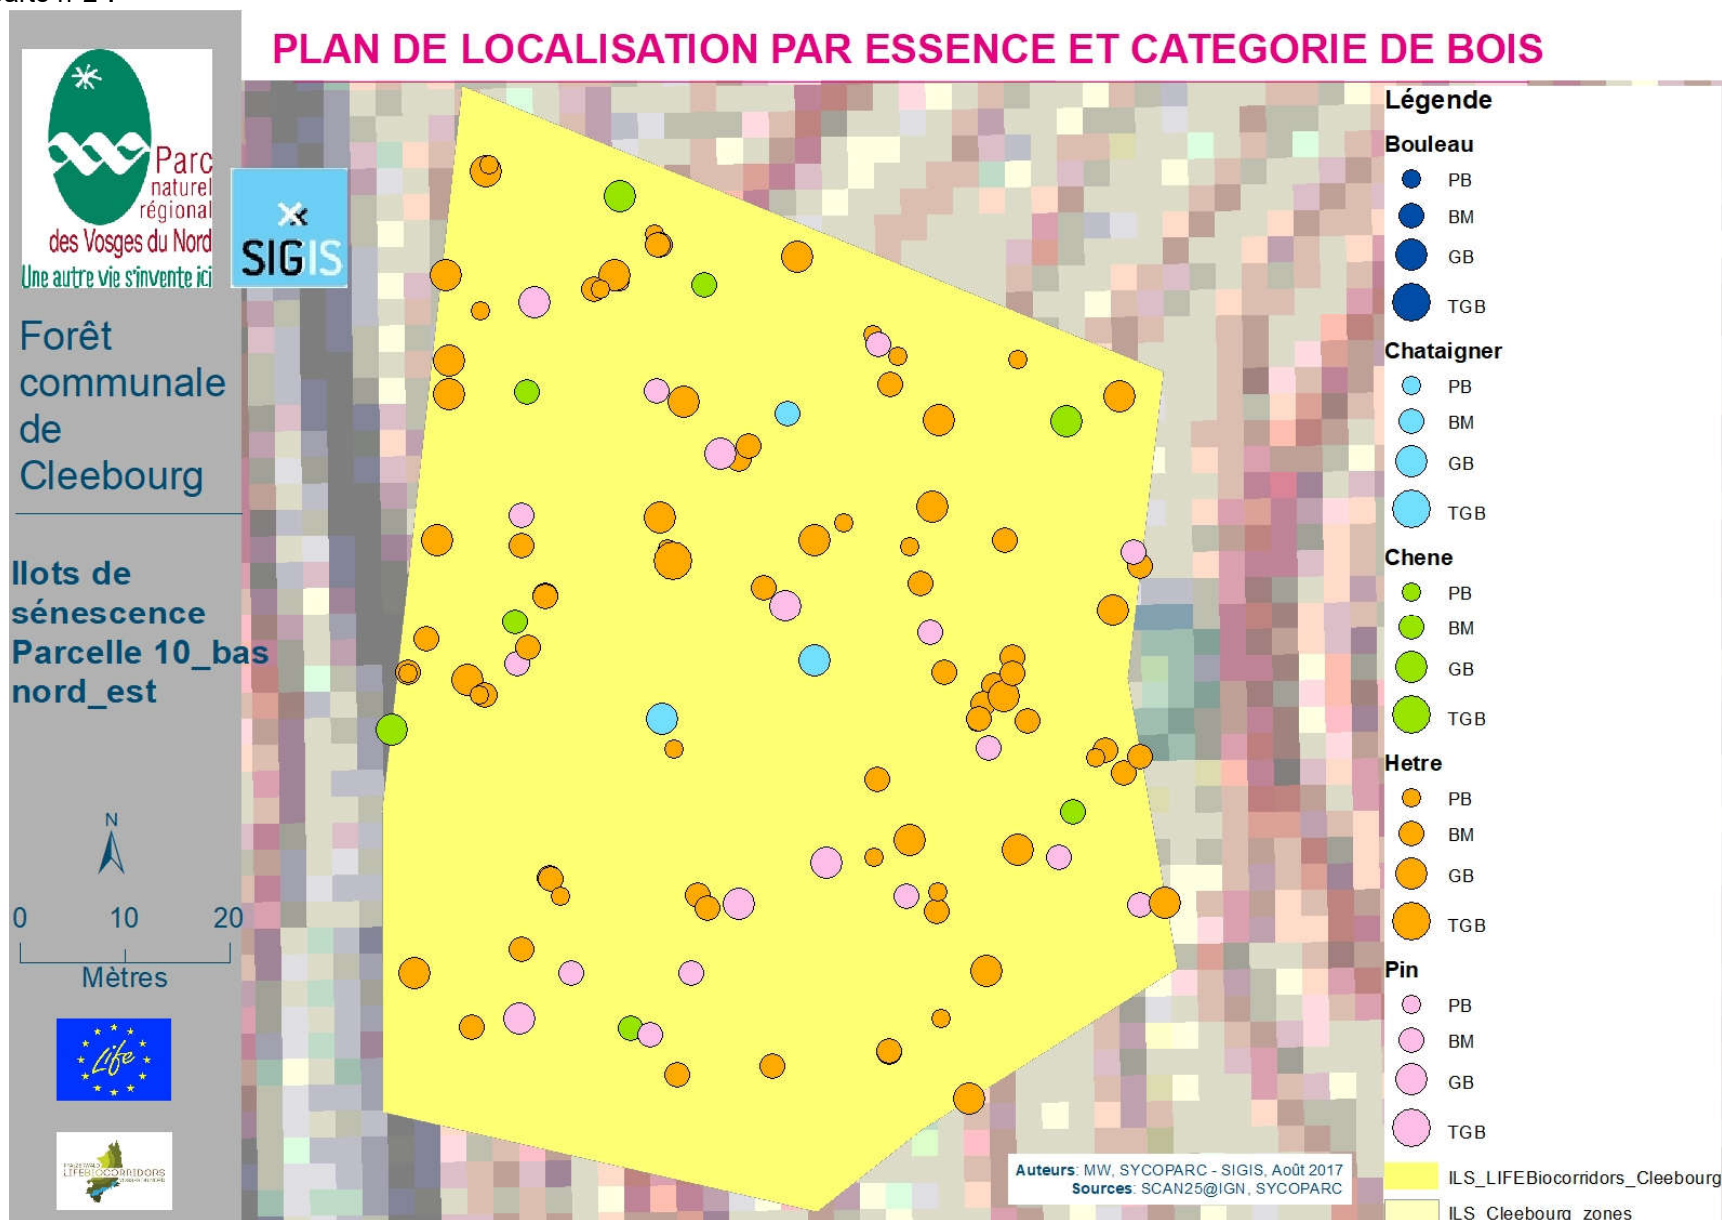 PLAN DE LOCALISATION PAR ESSENCE ET CATEGORIE DE BOIS
Parc
naturel
régional
des Vosges du Nord
Une autre vie s'invente ici
SIGIS
Forêt
communale
de
Cleebourg
Ilots de
sénescence
Parcelle 10_bas
nord_est
N
0 10 20
Mètres
Life
LIFEBIOCORRIDORS
Légende
Bouleau
PB
BM
GB
TGB
Chataigner
PB
BM
GB
TGB
Chene
PB
BM
GB
TGB
Hetre
PB
BM
GB
TGB
Pin
PB
BM
GB
TGB
ILS_LIFEBiocorridors_Cleebourg
ILS_Cleebourg_zones
Auteurs: MW, SYCOPARC - SIGIS, Août 2017
Sources: SCAN25@IGN, SYCOPARC